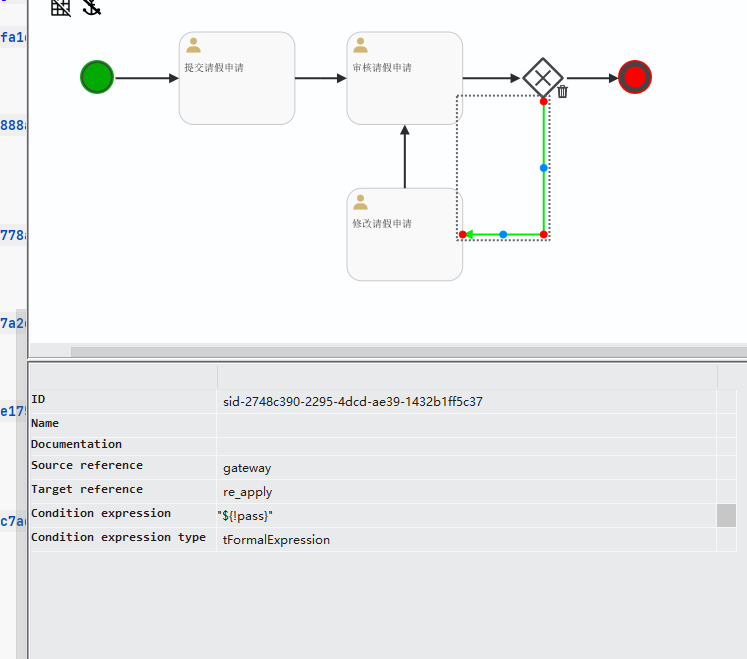 fa1
提交请假申请
审核请假申请
888
修改请假申请
778
7a2
e175
c7a
ID sid-2748c390-2295-4dcd-ae39-1432b1ff5c37
Name
Documentation
Source reference gateway
Target reference re_apply
Condition expression "${!pass}"
Condition expression type tFormalExpression